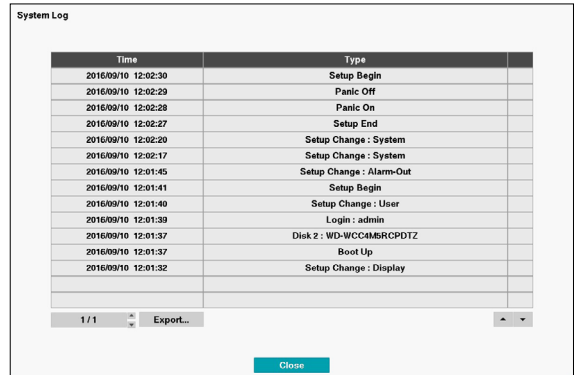 System Log
Time Type
2016/09/10 12:02:30 Setup Begin
2016/09/10 12:02:29 Panic Off
2016/09/10 12:02:28 Panic On
2016/09/10 12:02:27 Setup End
2016/09/10 12:02:20 Setup Change : System
2016/09/10 12:02:17 Setup Change : System
2016/09/10 12:01:45 Setup Change : Alarm-Out
2016/09/10 12:01:41 Setup Begin
2016/09/10 12:01:40 Setup Change : User
2016/09/10 12:01:39 Login : admin
2016/09/10 12:01:37 Disk 2 : WD-WCC4M5RCPDTZ
2016/09/10 12:01:37 Boot Up
2016/09/10 12:01:32 Setup Change : Display
1 / 1 Export...
Close